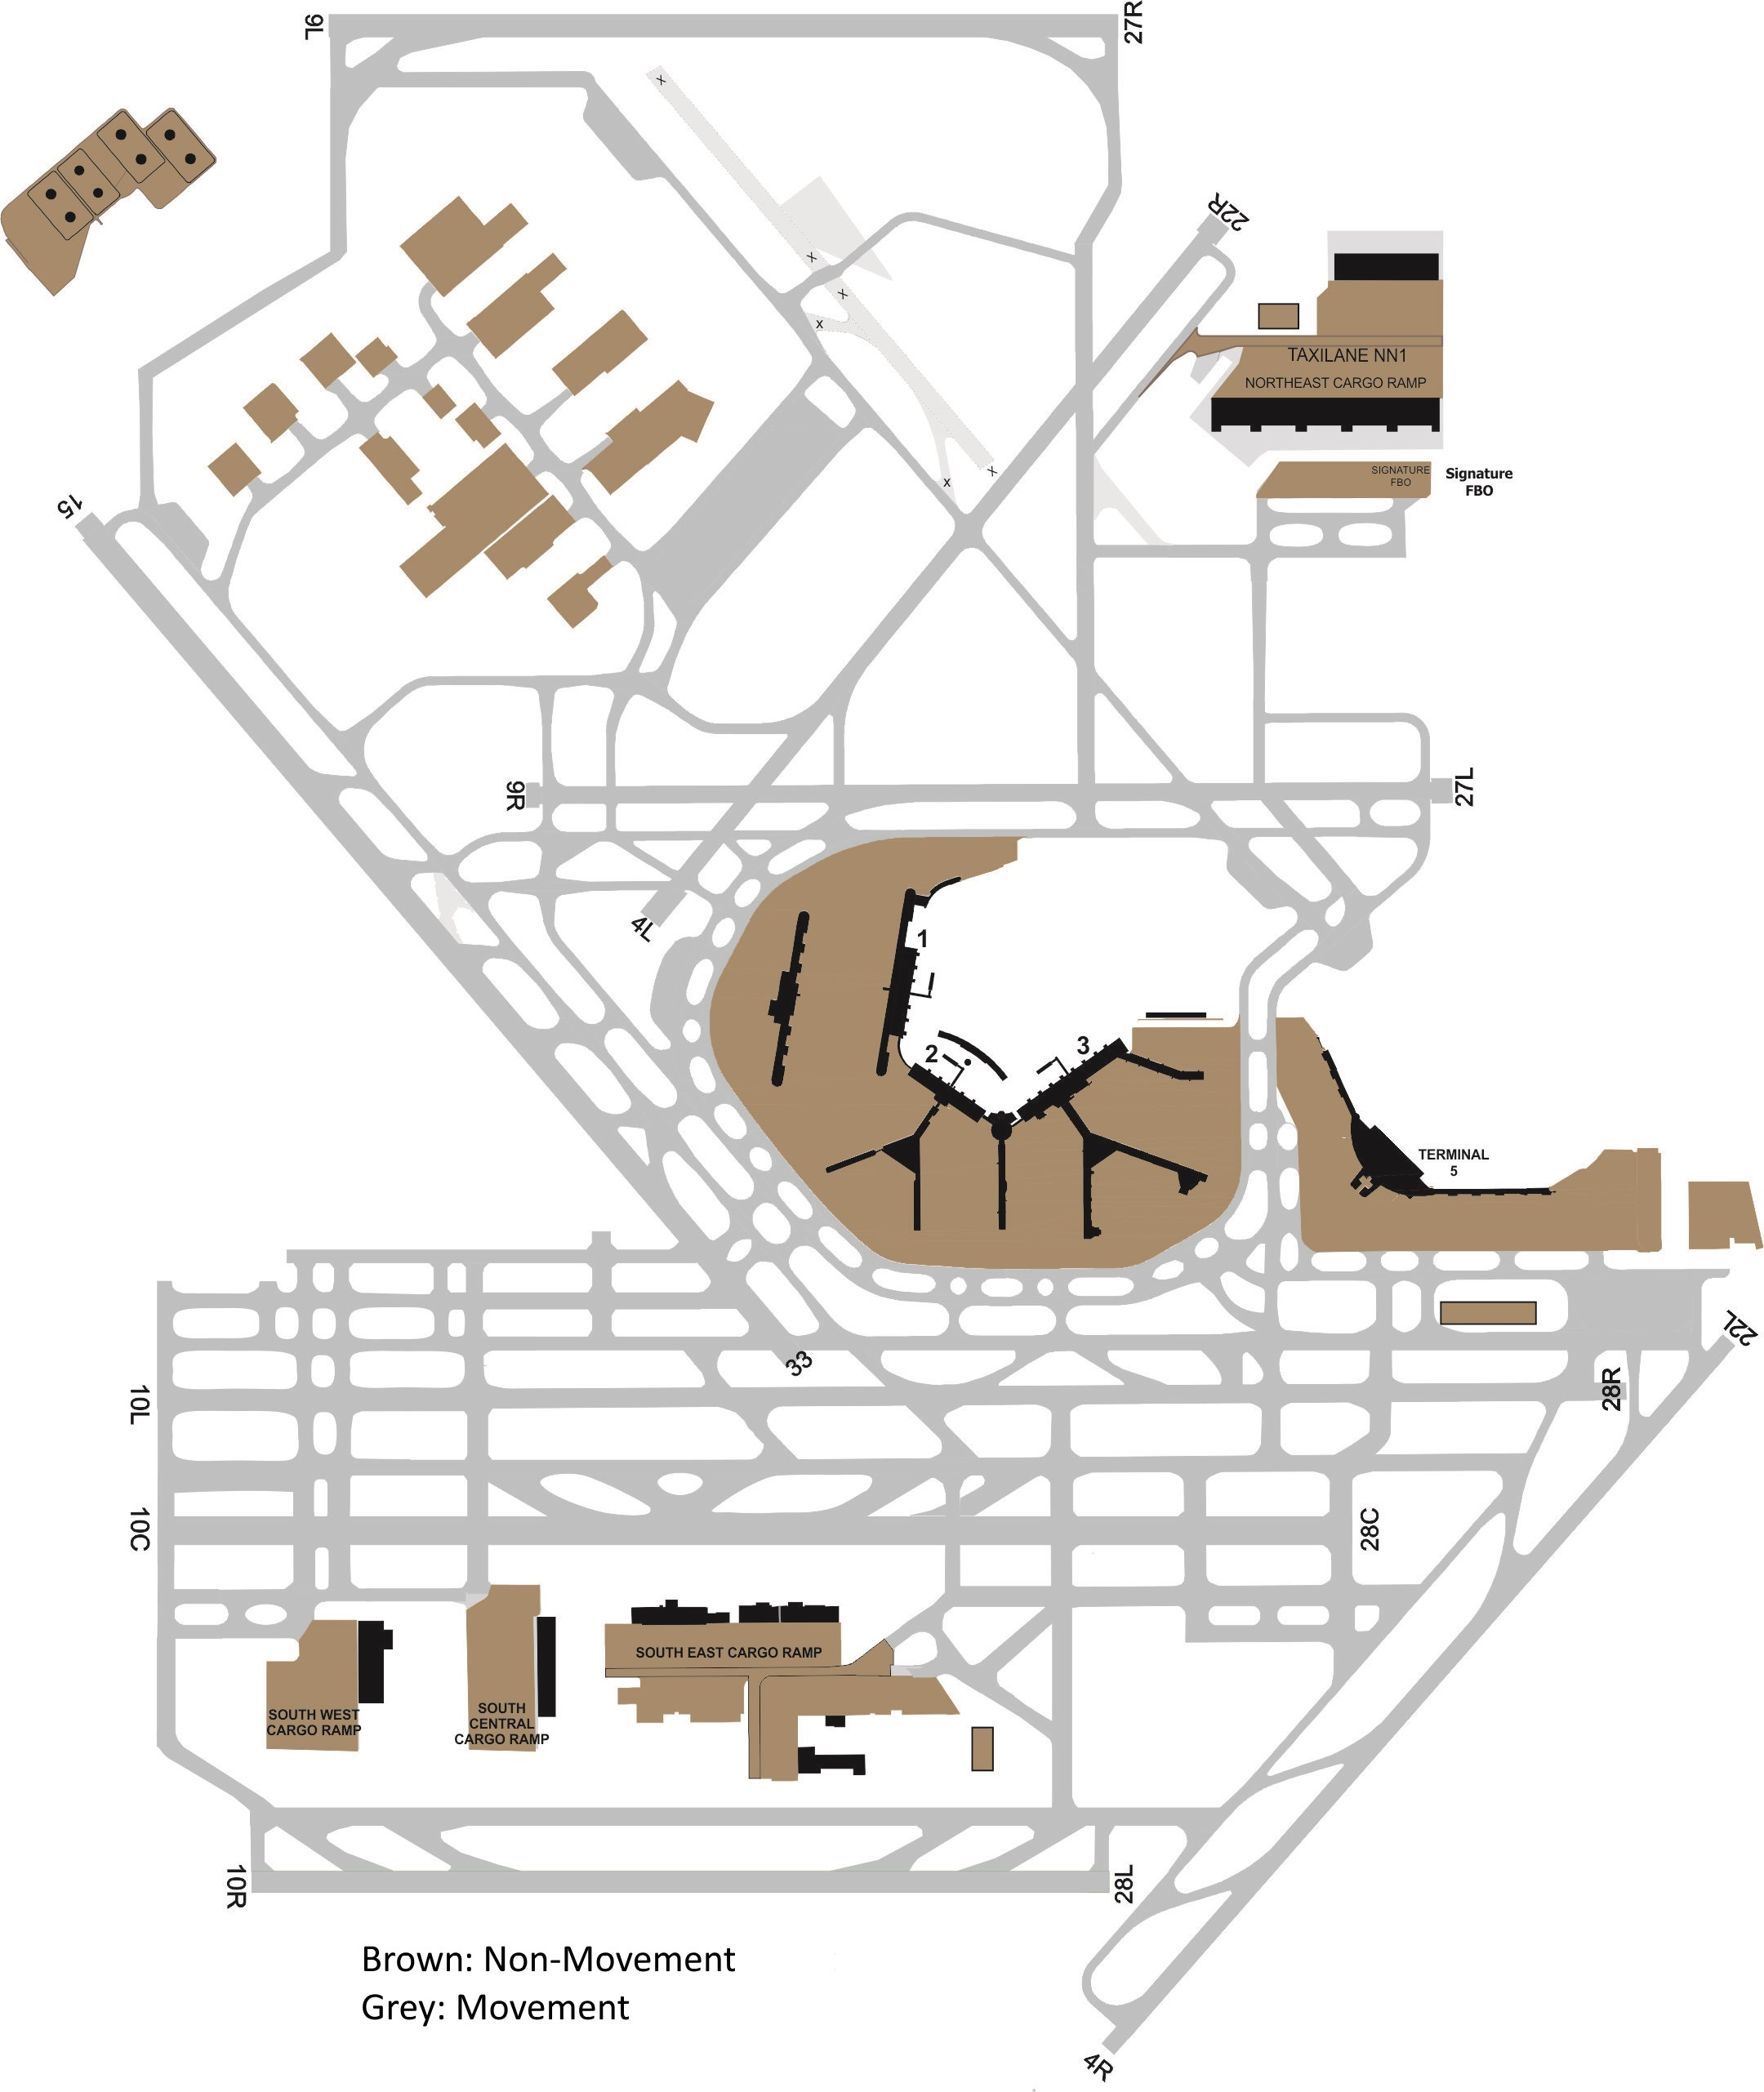 9L
27R
x
22R
x
x
x
TAXILANE NN1
NORTHEAST CARGO RAMP
x
x
SIGNATURE
FBO
Signature
FBO
15
9R
27L
4L
1
2
3
TERMINAL
5
22L
33
28R
10L
10C
28C
SOUTH EAST CARGO RAMP
SOUTH WEST
CARGO RAMP
SOUTH
CENTRAL
CARGO RAMP
10R
28L
Brown: Non-Movement
Grey: Movement
4R